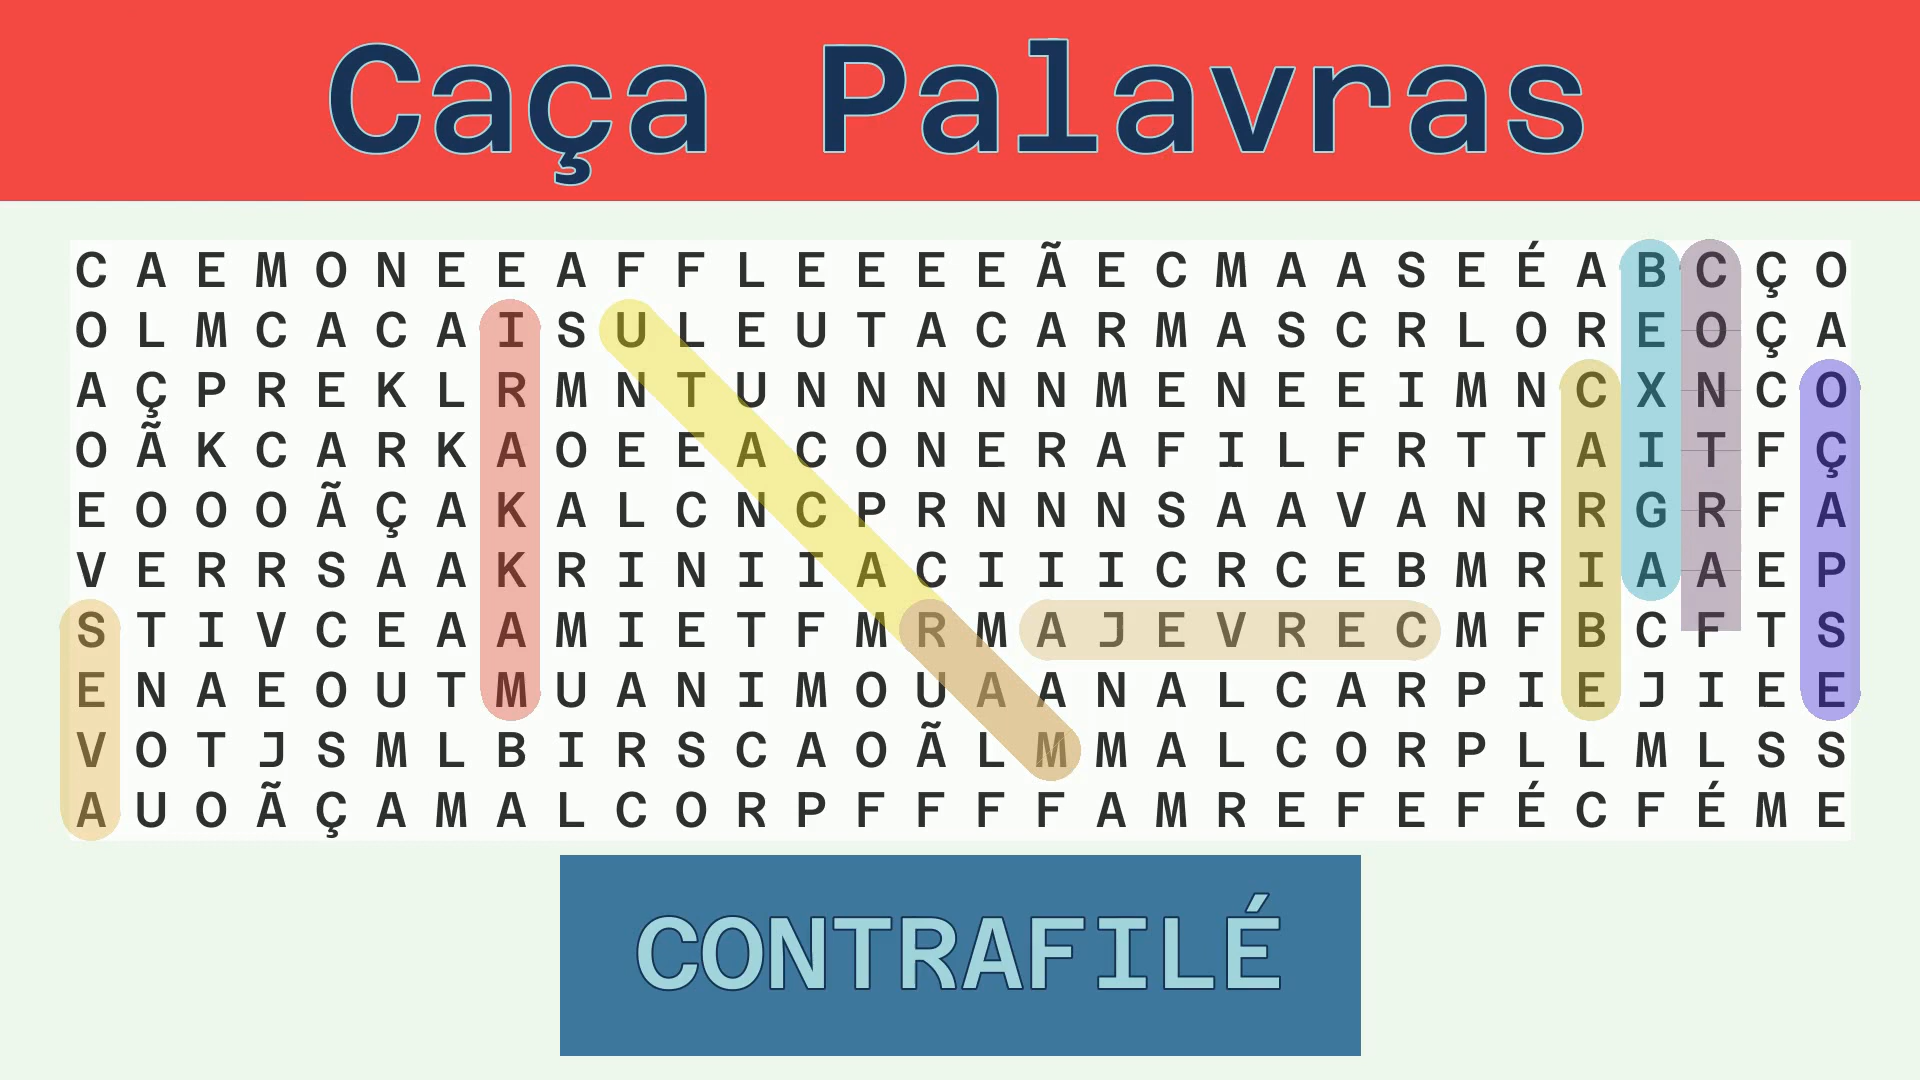 Caça Palavras
C A E M O N E E A F F L E E E E Ã E C M A A S E É A B C Ç O
O L M C A C A I S U L E U T A C A R M A S C R L O R E O Ç A
A Ç P R E K L R M N T U N N N N N M E N E E I M N C X N C O
O Ã K C A R K A O E E A C O N E R A F I L F R T T A I T F Ç
E O O O Ã Ç A K A L C N C P R N N N S A A V A N R R G R F A
V E R R S A A K R I N I I A C I I I C R C E B M R I A A E P
S T I V C E A A M I E T F M R M A J E V R E C M F B C F T S
E N A E O U T M U A N I M O U A A N A L C A R P I E J I E E
V O T J S M L B I R S C A O Ã L M M A L C O R P L L M L S S
A U O Ã Ç A M A L C O R P F F F F A M R E F E F É C F É M E
CONTRAFILÉ